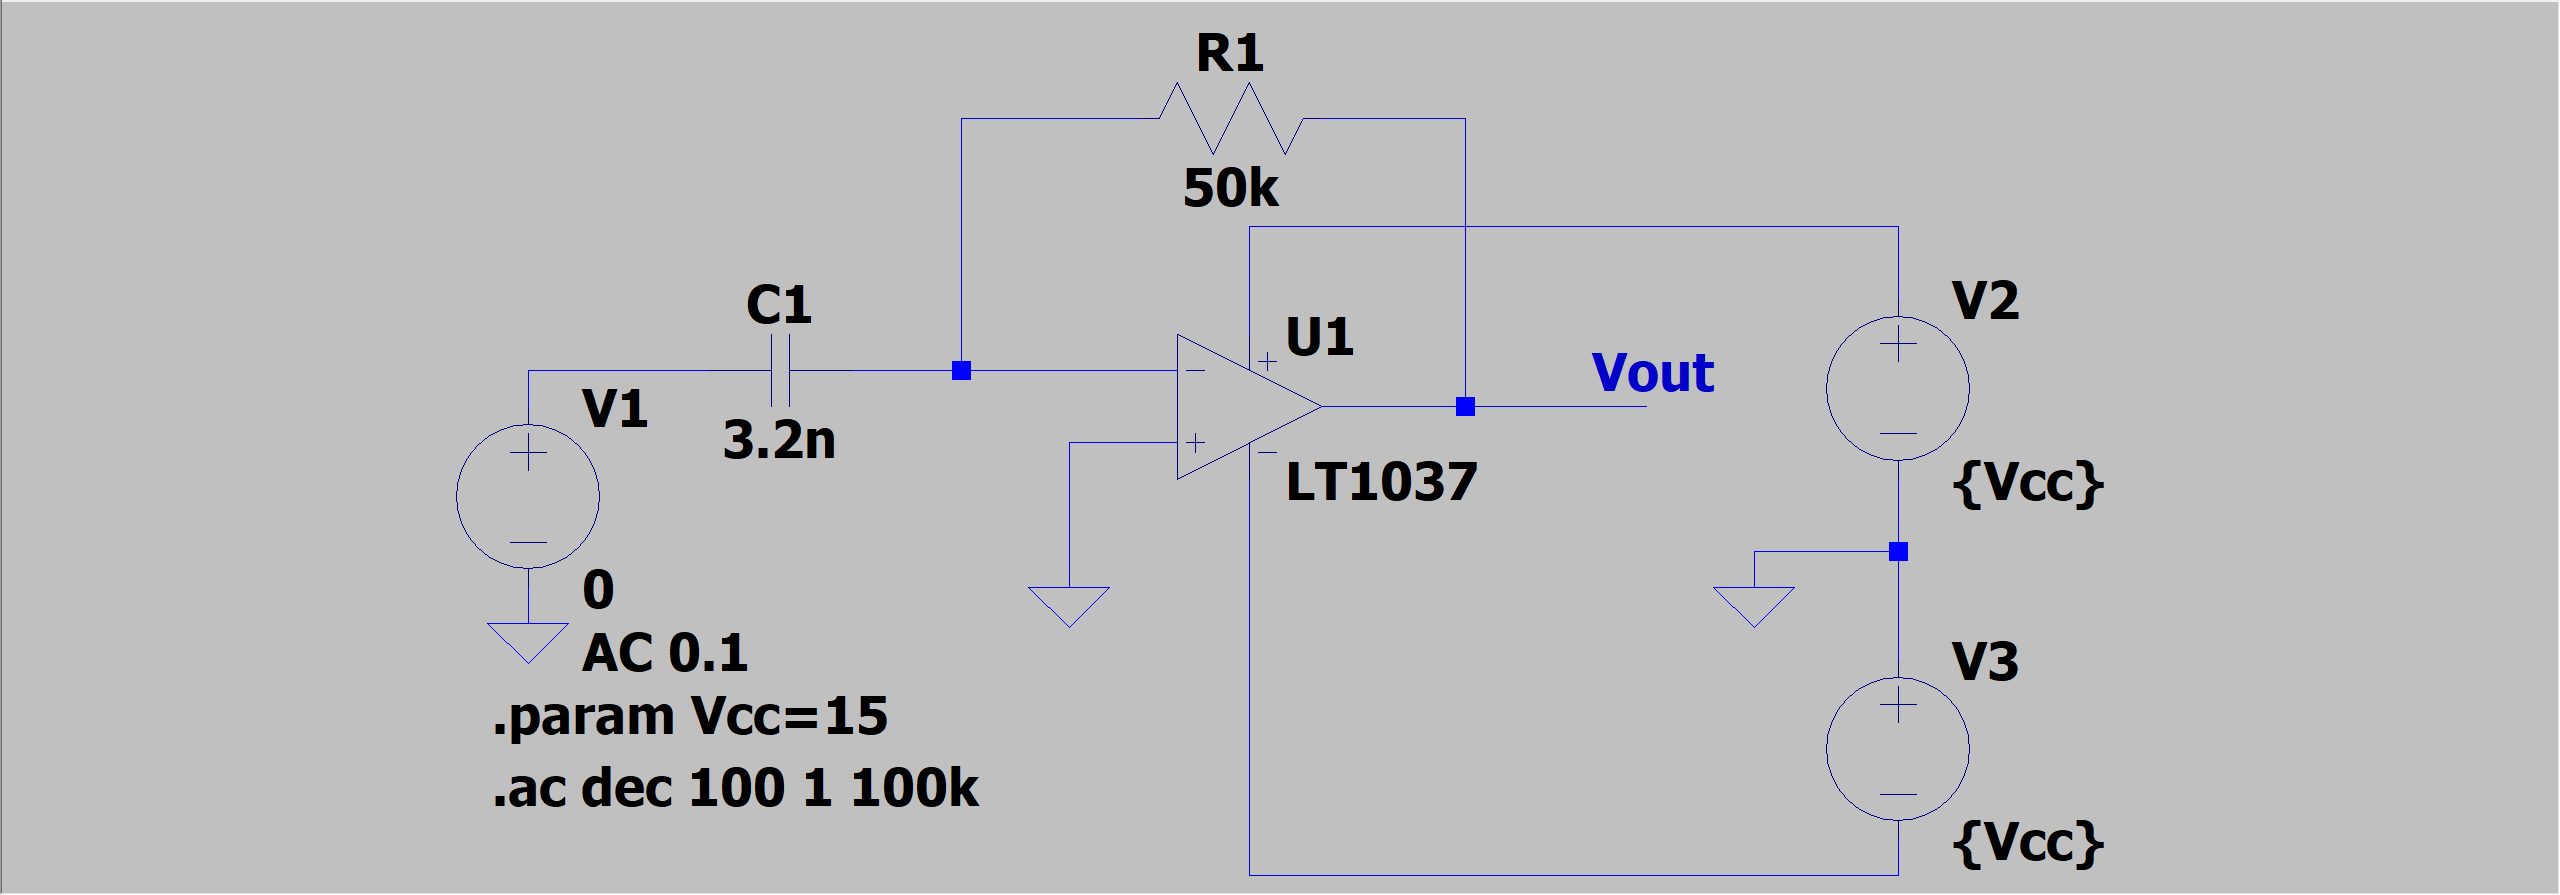 R1
50k
C1
3.2n
V1
0
AC 0.1
.param Vcc=15
.ac dec 100 1 100k
U1
LT1037
Vout
V2
{Vcc}
V3
{Vcc}